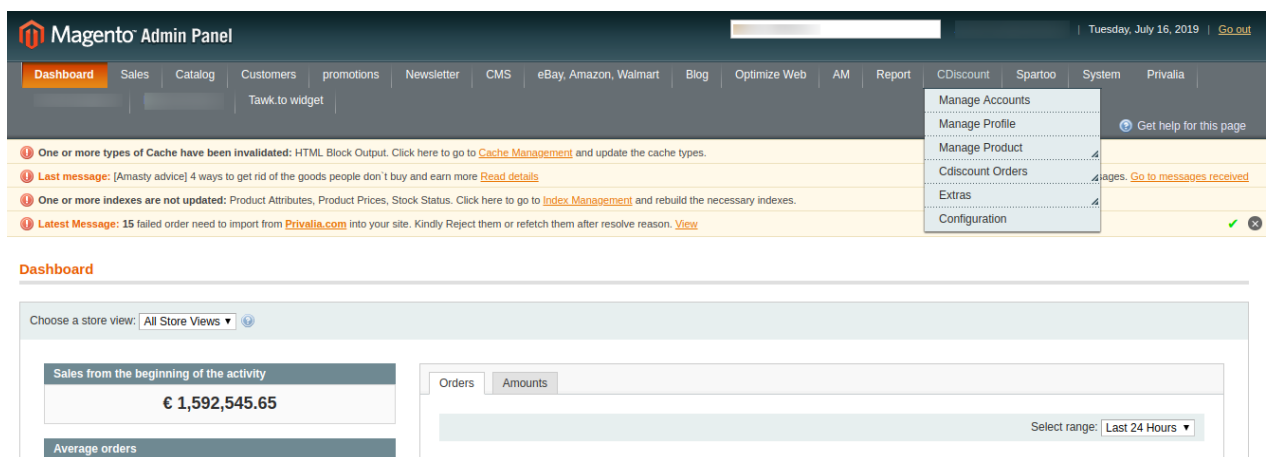 Magento Admin Panel
Tuesday, July 16, 2019 | Go out
Dashboard Sales Catalog Customers promotions Newsletter CMS eBay, Amazon, Walmart Blog Optimize Web AM Report CDiscount Spartoo System Privalia
Tawk.to widget
Manage Accounts
Manage Profile
Manage Product
Cdiscount Orders
Extras
Configuration
Get help for this page
One or more types of Cache have been invalidated: HTML Block Output. Click here to go to Cache Management and update the cache types.
Last message: [Amasty advice] 4 ways to get rid of the goods people don`t buy and earn more Read details
ages. Go to messages received
One or more indexes are not updated: Product Attributes, Product Prices, Stock Status. Click here to go to Index Management and rebuild the necessary indexes.
Latest Message: 15 failed order need to import from Privalia.com into your site. Kindly Reject them or refetch them after resolve reason. View
Dashboard
Choose a store view: All Store Views
Sales from the beginning of the activity
€ 1,592,545.65
Average orders
Orders Amounts
Select range: Last 24 Hours